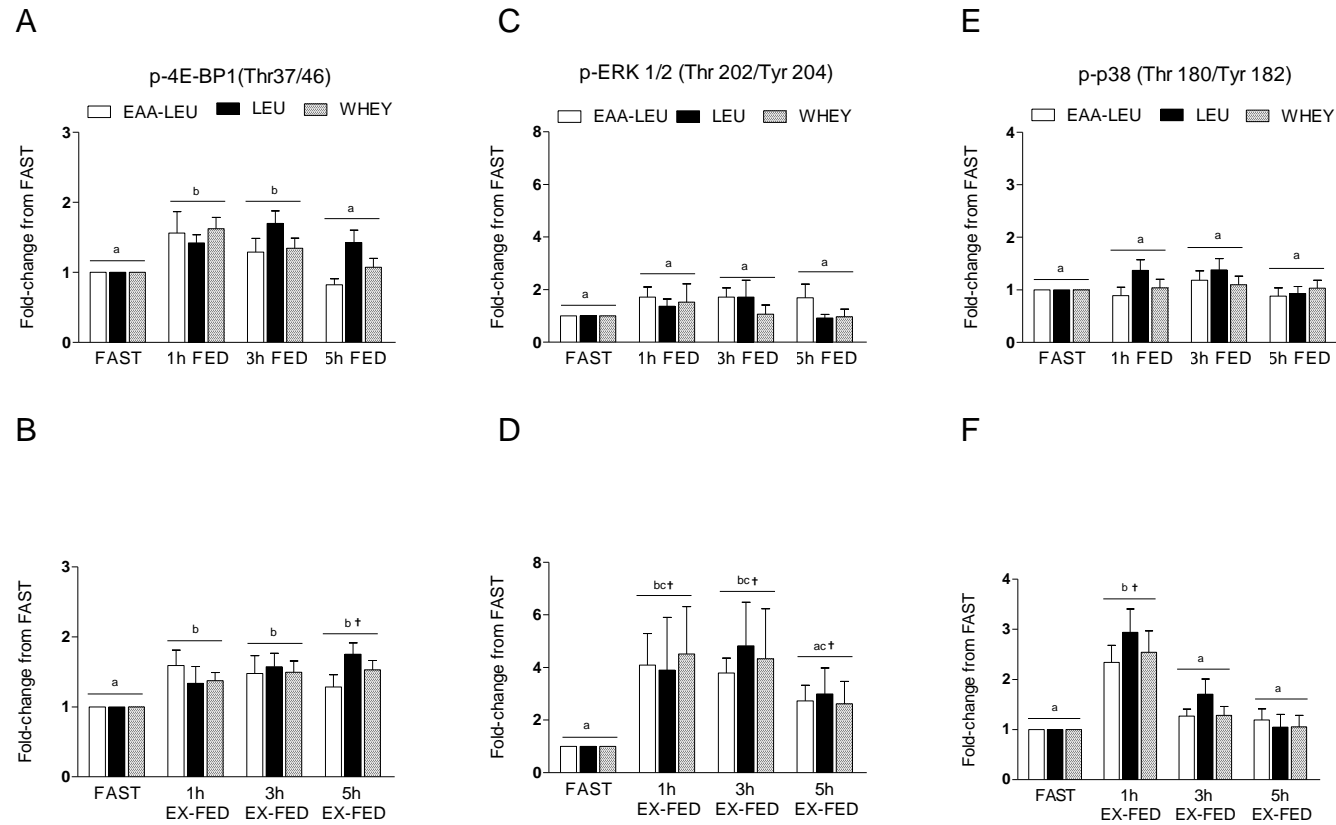 A
p-4E-BP1(Thr37/46)
EAA-LEU LEU WHEY
Fold-change from FAST
3
2
1
0
a
b
b
a
FAST 1h FED 3h FED 5h FED
C
p-ERK 1/2 (Thr 202/Tyr 204)
EAA-LEU LEU WHEY
Fold-change from FAST
8
6
4
2
0
a
a
a
a
FAST 1h FED 3h FED 5h FED
E
p-p38 (Thr 180/Tyr 182)
EAA-LEU LEU WHEY
Fold-change from FAST
4
3
2
1
0
a
a
a
a
FAST 1h FED 3h FED 5h FED
B
Fold-change from FAST
3
2
1
0
a
b
b
b †
FAST 1h 3h 5h
EX-FED EX-FED EX-FED
D
Fold-change from FAST
8
6
4
2
0
a
bc†
bc†
ac†
FAST 1h 3h 5h
EX-FED EX-FED EX-FED
F
Fold-change from FAST
4
3
2
1
0
a
b †
a
a
FAST 1h 3h 5h
EX-FED EX-FED EX-FED